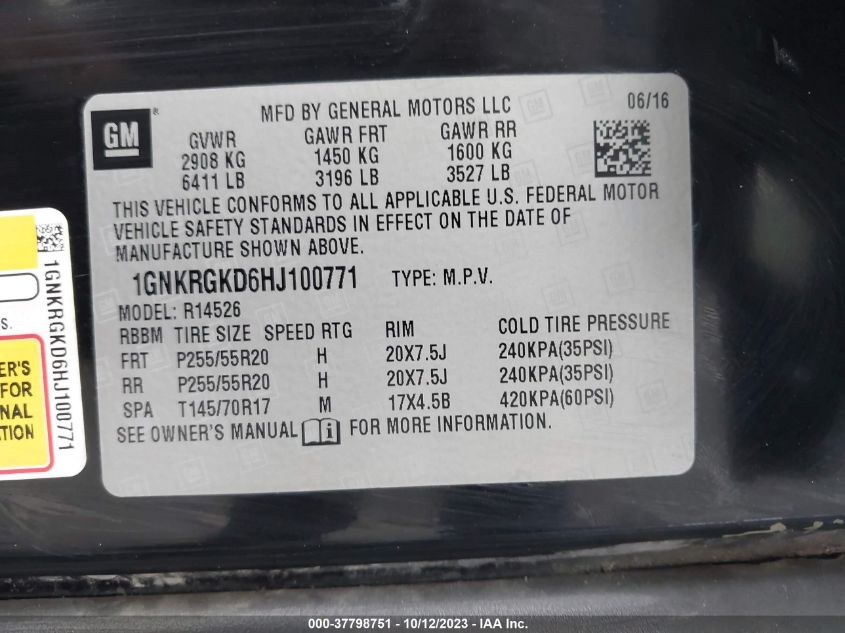 MFD BY GENERAL MOTORS LLC 06/16
GM
GVWR GAWR FRT GAWR RR
2908 KG 1450 KG 1600 KG
6411 LB 3196 LB 3527 LB
THIS VEHICLE CONFORMS TO ALL APPLICABLE U.S. FEDERAL MOTOR
VEHICLE SAFETY STANDARDS IN EFFECT ON THE DATE OF
MANUFACTURE SHOWN ABOVE.
1GNKRGKD6HJ100771 TYPE: M.P.V.
MODEL: R14526
RBBM TIRE SIZE SPEED RTG RIM COLD TIRE PRESSURE
FRT P255/55R20 H 20X7.5J 240KPA(35PSI)
RR P255/55R20 H 20X7.5J 240KPA(35PSI)
SPA T145/70R17 M 17X4.5B 420KPA(60PSI)
SEE OWNER'S MANUAL i FOR MORE INFORMATION.
1GNKRGKD6HJ100771
S.
ER'S
FOR
NAL
TION
000-37798751 - 10/12/2023 - IAA Inc.